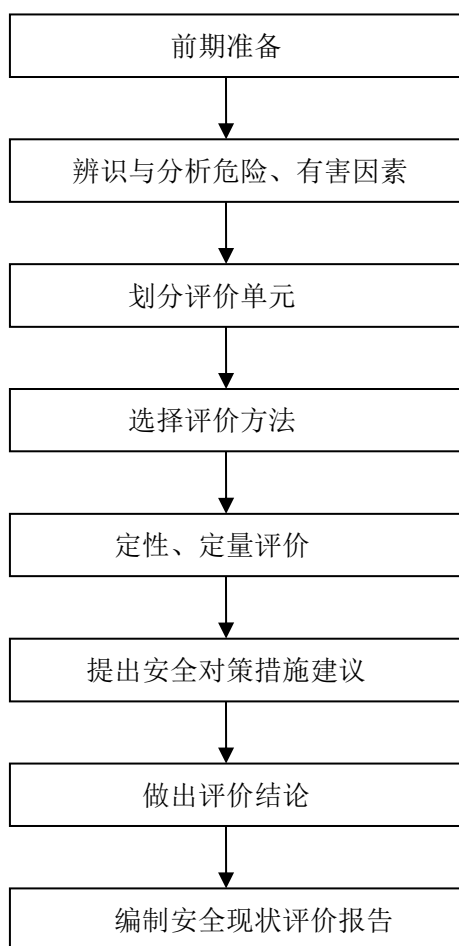 前期准备
辨识与分析危险、有害因素
划分评价单元
选择评价方法
定性、定量评价
提出安全对策措施建议
做出评价结论
编制安全现状评价报告